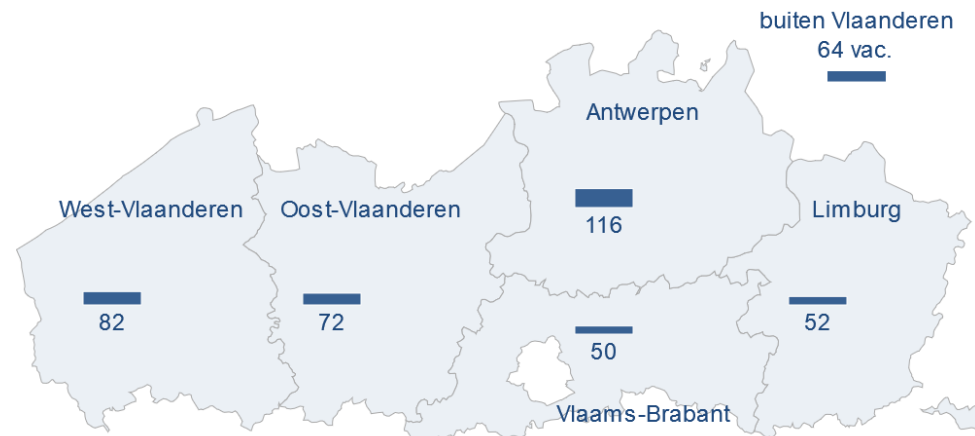 buiten Vlaanderen
64 vac.
Antwerpen
116
West-Vlaanderen
82
Oost-Vlaanderen
72
Limburg
52
50
Vlaams-Brabant